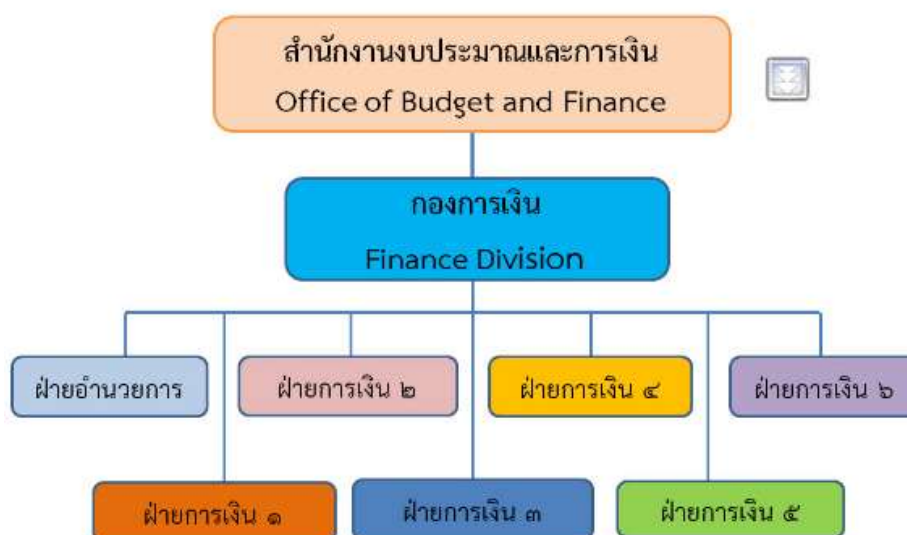 สำนักงานงบประมาณและการเงิน
Office of Budget and Finance
กองการเงิน
Finance Division
ฝ่ายอำนวยการ
ฝ่ายการเงิน ๒
ฝ่ายการเงิน ๔
ฝ่ายการเงิน ๖
ฝ่ายการเงิน ๑
ฝ่ายการเงิน ๓
ฝ่ายการเงิน ๕